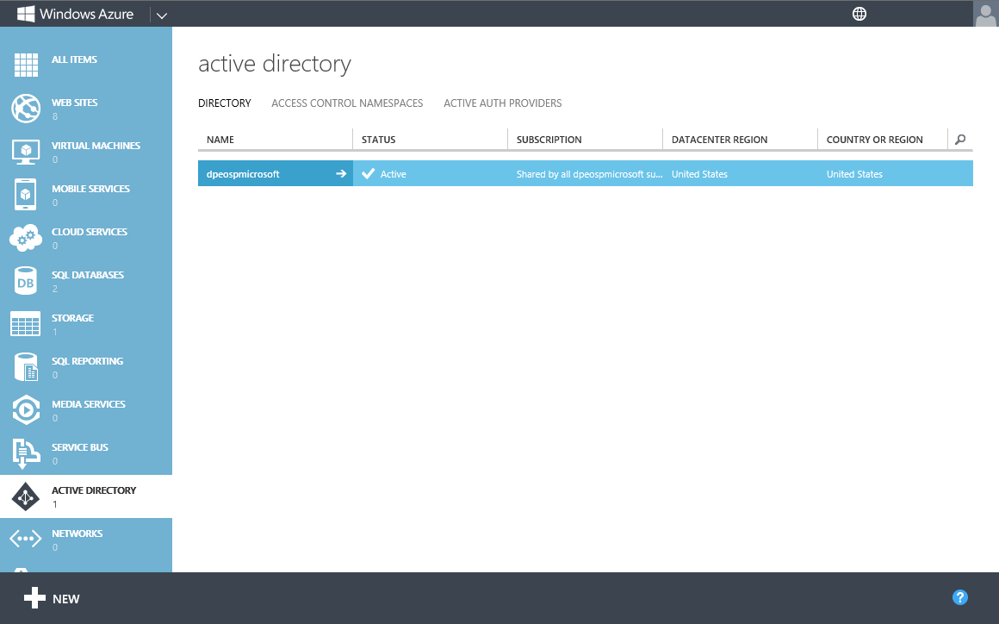 Windows Azure
ALL ITEMS
WEB SITES
8
VIRTUAL MACHINES
0
MOBILE SERVICES
0
CLOUD SERVICES
0
DB
SQL DATABASES
2
STORAGE
1
SQL REPORTING
0
MEDIA SERVICES
0
SERVICE BUS
0
ACTIVE DIRECTORY
1
NETWORKS
0
active directory
DIRECTORY ACCESS CONTROL NAMESPACES ACTIVE AUTH PROVIDERS
NAME STATUS SUBSCRIPTION DATACENTER REGION COUNTRY OR REGION
dpeospmicrosoft → Active Shared by all dpeospmicrosoft su... United States United States
NEW
?